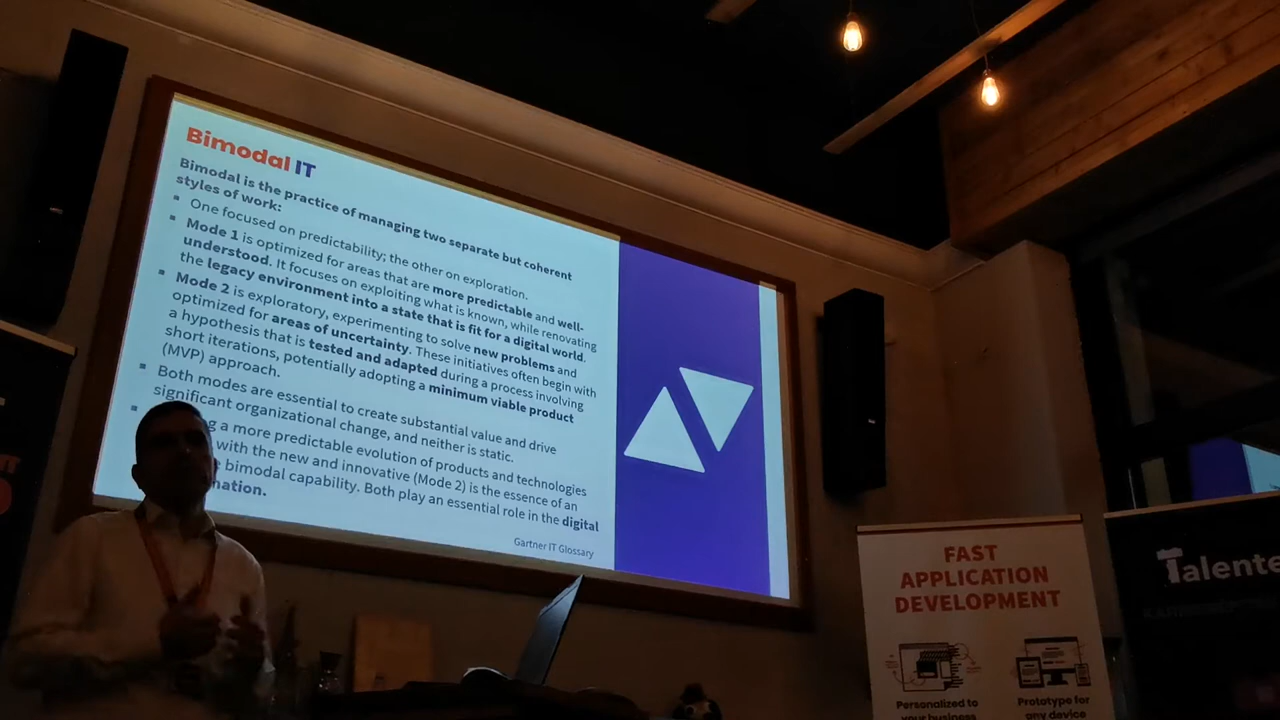 Bimodal IT
Bimodal is the practice of managing two separate but coherent
styles of work:
▪ One focused on predictability; the other on exploration.
▪ Mode 1 is optimized for areas that are more predictable and well-
understood. It focuses on exploiting what is known, while renovating
the legacy environment into a state that is fit for a digital world.
▪ Mode 2 is exploratory, experimenting to solve new problems and
optimized for areas of uncertainty. These initiatives often begin with
a hypothesis that is tested and adapted during a process involving
short iterations, potentially adopting a minimum viable product
(MVP) approach.
▪ Both modes are essential to create substantial value and drive
significant organizational change, and neither is static.
▪ g a more predictable evolution of products and technologies
with the new and innovative (Mode 2) is the essence of an
bimodal capability. Both play an essential role in the digital
mation.
Gartner IT Glossary
FAST
APPLICATION
DEVELOPMENT
Personalized to
your business
Prototype for
any device
Talente